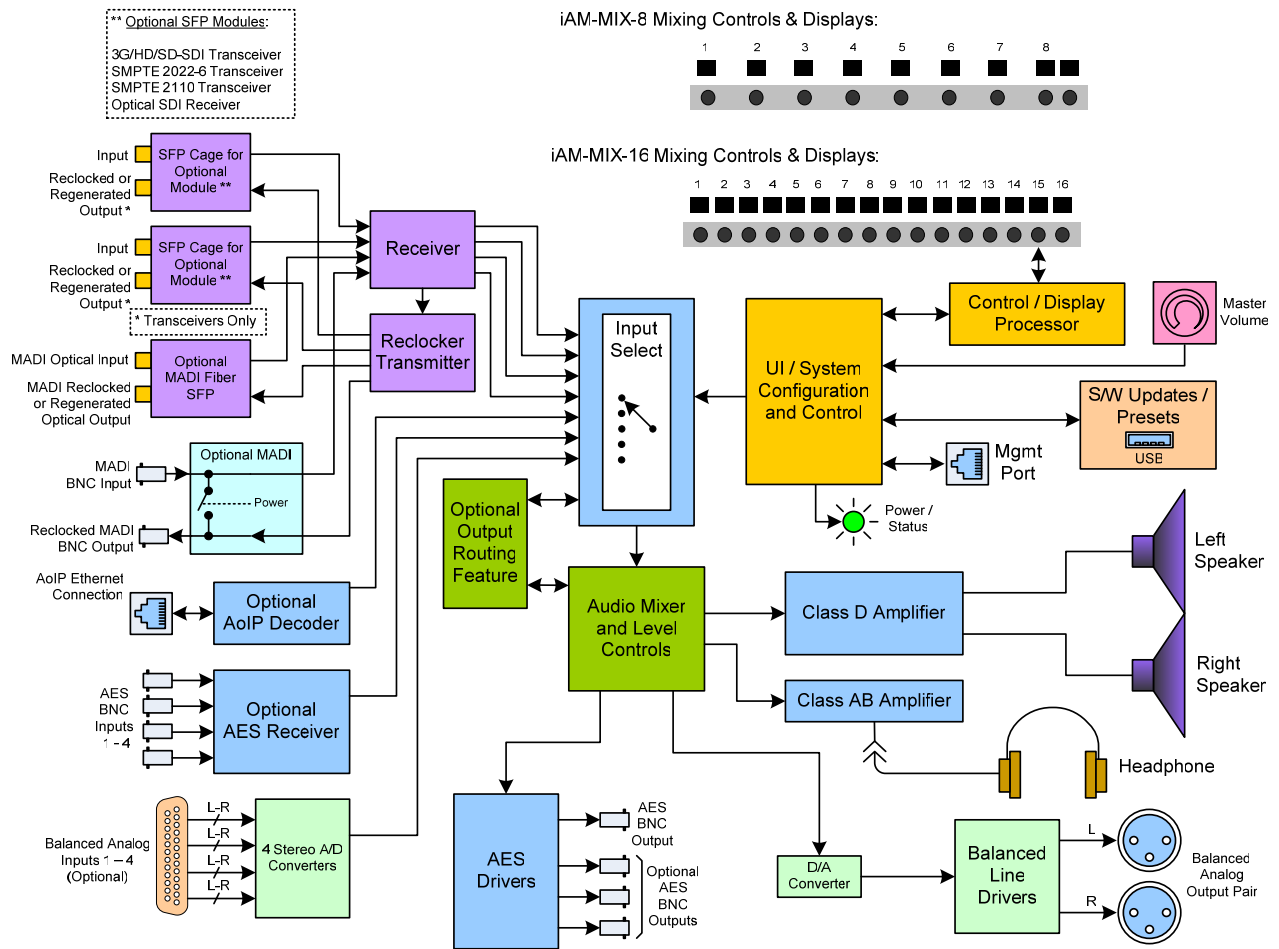 ** Optional SFP Modules:
3G/HD/SD-SDI Transceiver
SMPTE 2022-6 Transceiver
SMPTE 2110 Transceiver
Optical SDI Receiver
iAM-MIX-8 Mixing Controls & Displays:
1 2 3 4 5 6 7 8
iAM-MIX-16 Mixing Controls & Displays:
1 2 3 4 5 6 7 8 9 10 11 12 13 14 15 16
Input
Reclocked or
Regenerated
Output *
SFP Cage for
Optional
Module **
Input
Reclocked or
Regenerated
Output *
SFP Cage for
Optional
Module **
* Transceivers Only
MADI Optical Input
MADI Reclocked
or Regenerated
Optical Output
Optional
MADI Fiber
SFP
Receiver
Reclocker
Transmitter
MADI
BNC Input
Reclocked MADI
BNC Output
Optional MADI
Power
AoIP Ethernet
Connection
Optional
AoIP Decoder
AES
BNC
Inputs
1 – 4
Optional
AES Receiver
Balanced Analog
Inputs 1 – 4
(Optional)
L-R
L-R
L-R
L-R
4 Stereo A/D
Converters
Input
Select
Optional
Output
Routing
Feature
Audio Mixer
and Level
Controls
UI / System
Configuration
and Control
Control / Display
Processor
Master
Volume
S/W Updates /
Presets
USB
Mgmt
Port
Power /
Status
Class D Amplifier
Left
Speaker
Right
Speaker
Class AB Amplifier
Headphone
AES
Drivers
AES
BNC
Output
Optional
AES
BNC
Outputs
D/A
Converter
Balanced
Line
Drivers
L
R
Balanced
Analog
Output Pair